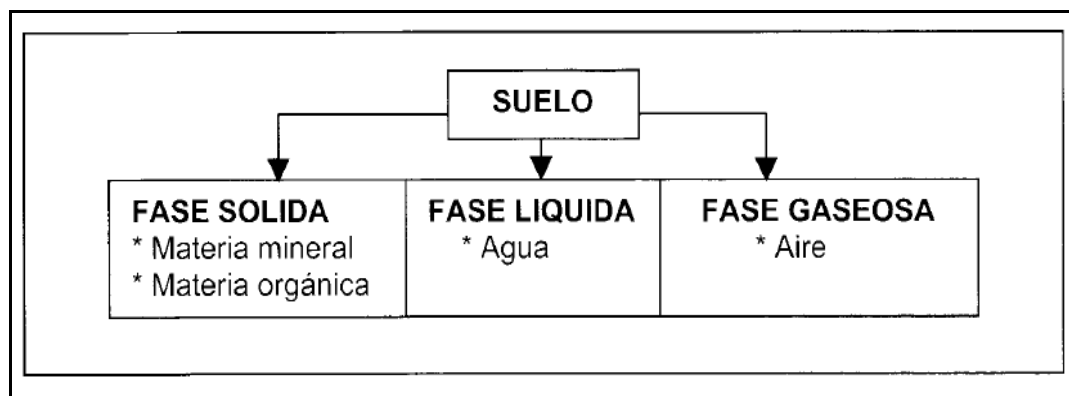 SUELO
FASE SOLIDA
* Materia mineral
* Materia orgánica
FASE LIQUIDA
* Agua
FASE GASEOSA
* Aire